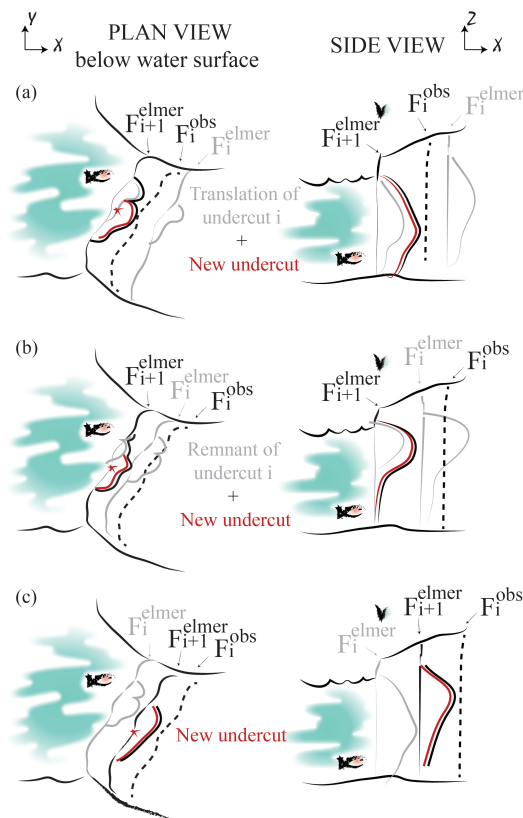 Y
X
PLAN VIEW
below water surface
SIDE VIEW
Z
X
(a)
F_{i+1}^{elmer}
F_i^{obs}
F_i^{elmer}
Translation of
undercut i
+
New undercut
F_{i+1}^{elmer}
F_i^{obs}
F_i^{elmer}
(b)
F_{i+1}^{elmer}
F_i^{elmer}
F_i^{obs}
Remnant of
undercut i
+
New undercut
F_{i+1}^{elmer}
F_i^{elmer}
F_i^{obs}
(c)
F_i^{elmer}
F_{i+1}^{elmer}
F_i^{obs}
New undercut
F_i^{elmer}
F_{i+1}^{elmer}
F_i^{obs}